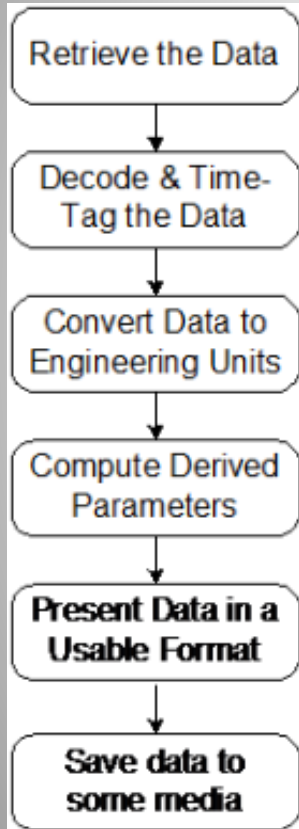 Retrieve the Data
Decode & Time-
Tag the Data
Convert Data to
Engineering Units
Compute Derived
Parameters
Present Data in a
Usable Format
Save data to
some media